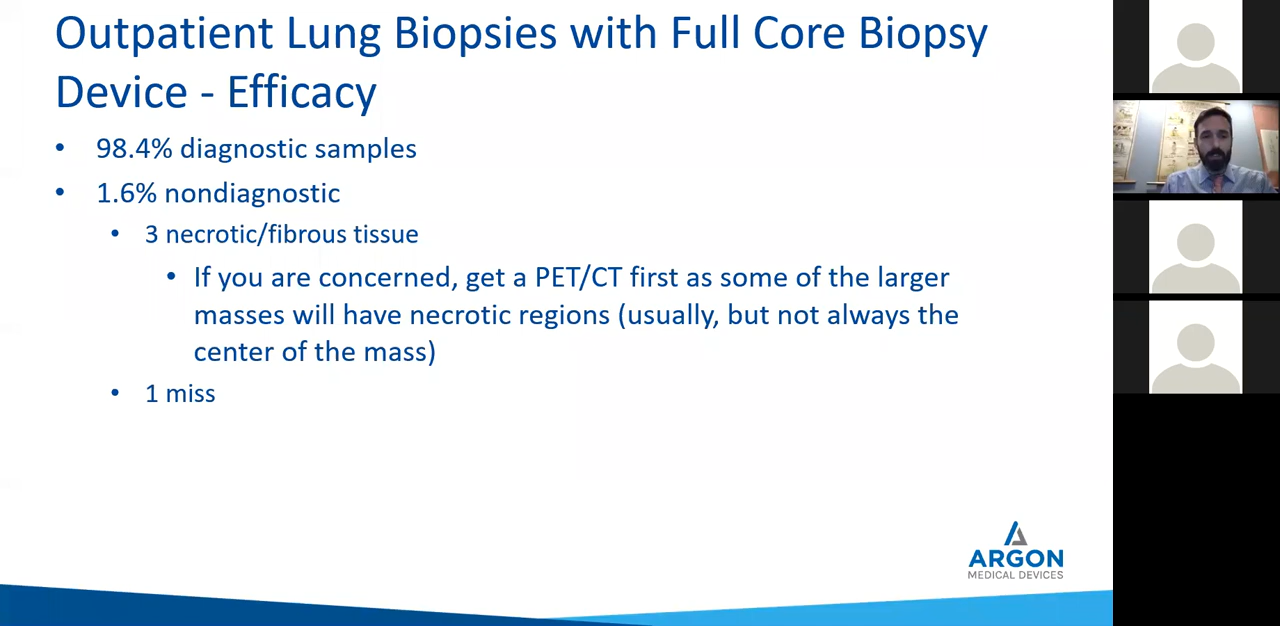 Outpatient Lung Biopsies with Full Core Biopsy
Device - Efficacy
• 98.4% diagnostic samples
• 1.6% nondiagnostic
• 3 necrotic/fibrous tissue
• If you are concerned, get a PET/CT first as some of the larger
masses will have necrotic regions (usually, but not always the
center of the mass)
• 1 miss
ARGON
MEDICAL DEVICES